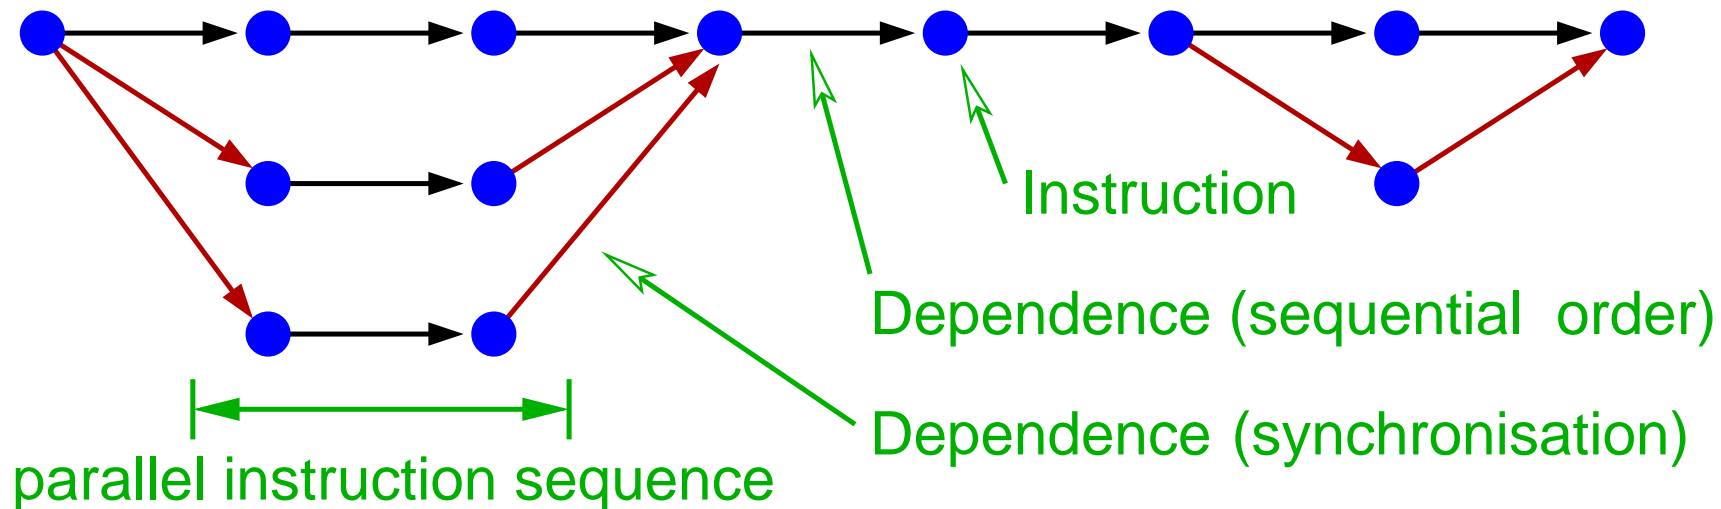 Instruction
Dependence (sequential order)
Dependence (synchronisation)
parallel instruction sequence